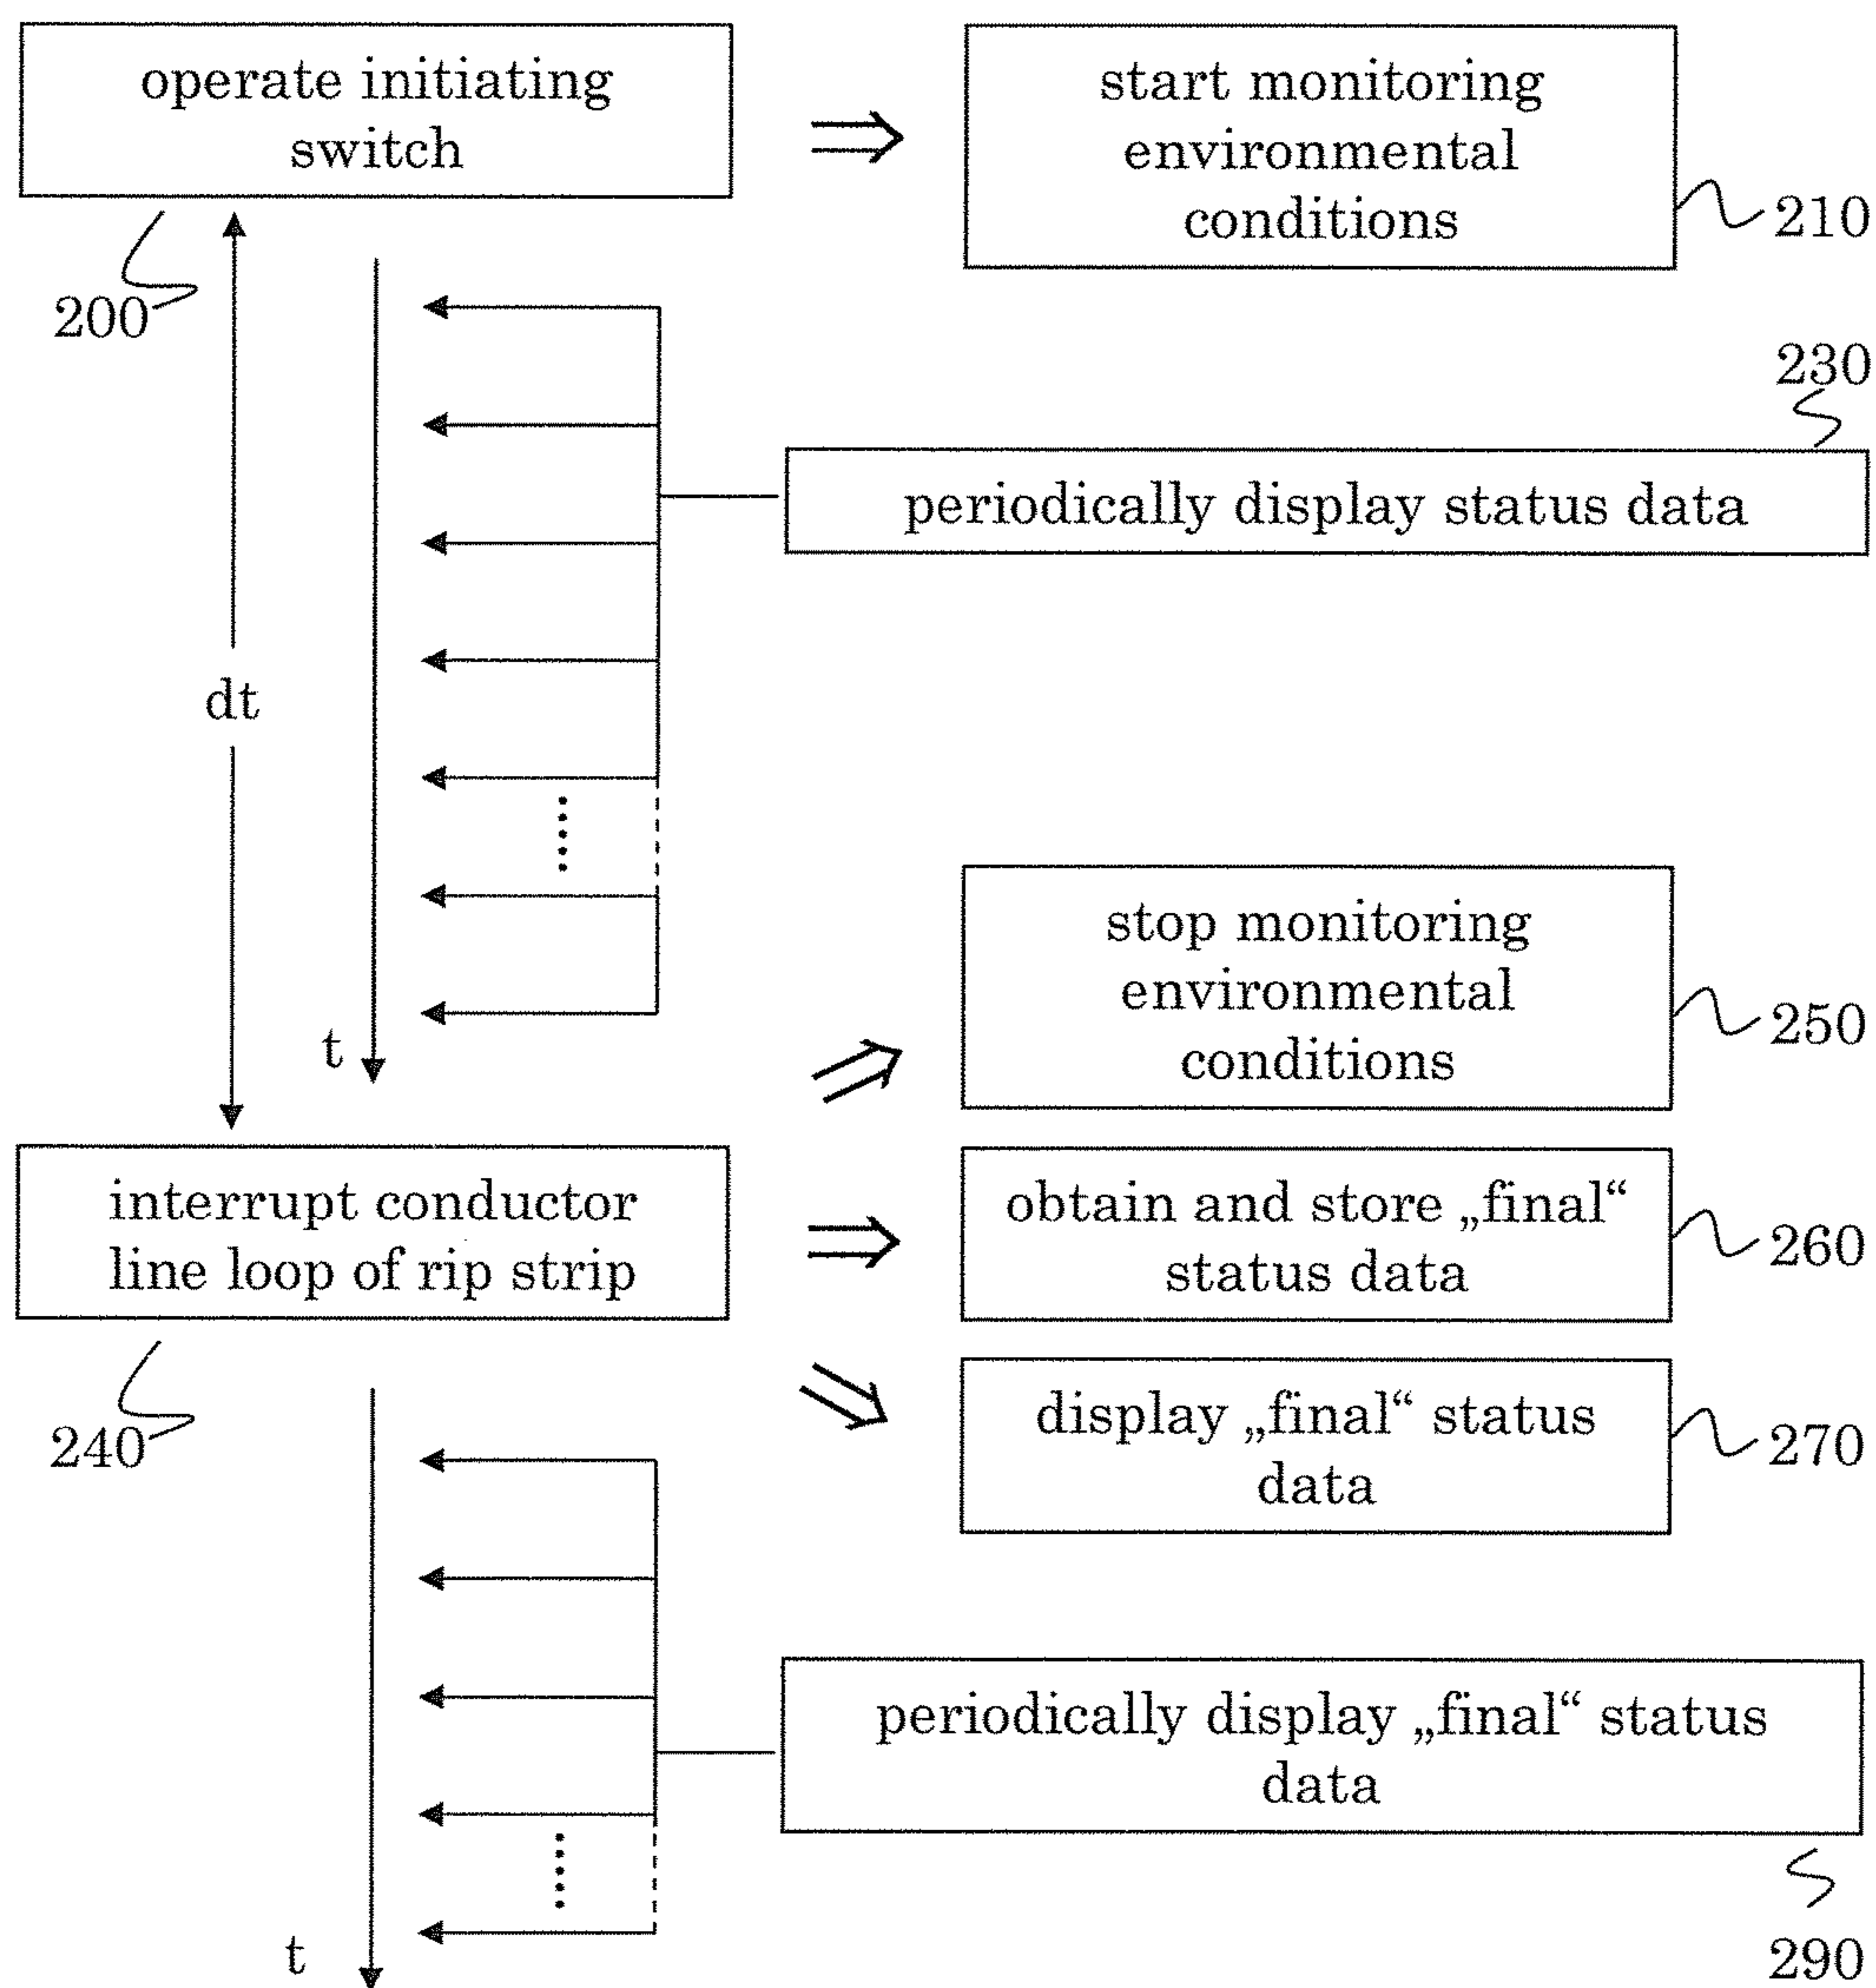 operate initiating
switch
start monitoring
environmental
conditions
210
200
230
periodically display status data
dt
stop monitoring
environmental
conditions
250
t
interrupt conductor
line loop of rip strip
obtain and store „final“
status data
260
display „final“ status
data
270
240
periodically display „final“ status
data
t
290